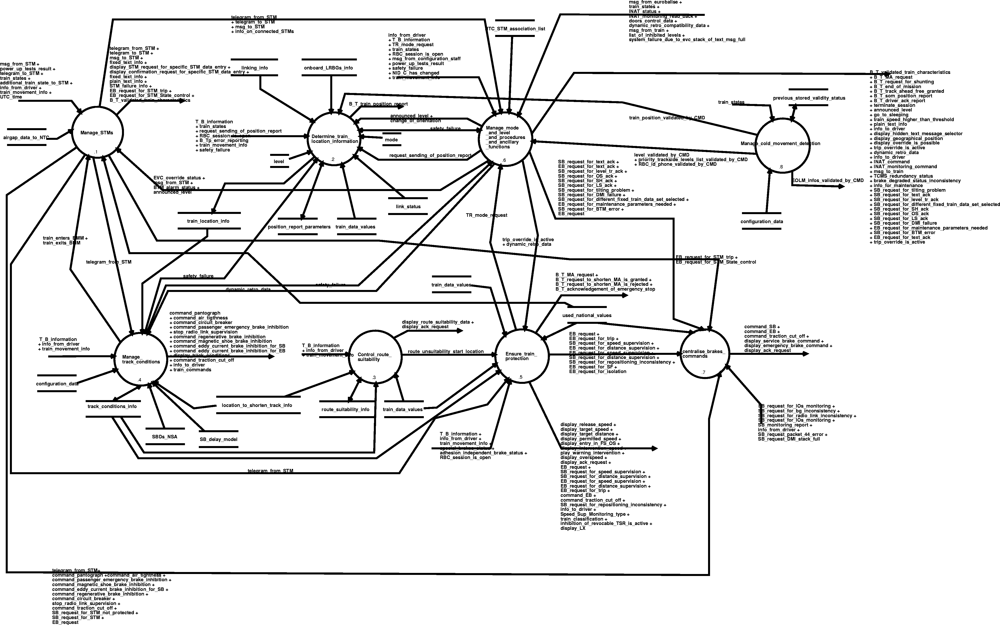 telegram_from_STM
+ telegram_to_STM
+ msg_to_STM
+ info_on_connected_STMs
msg_from_eurobalise +
train_states +
INAT_status +
INAT_monitoring_read_back +
doors_control_data +
dynamic_retro_compatibility_data +
msg_from_train +
list_of_inhibited_levels +
system_failure_due_to_evc_stack_of_text_msg_full
NTC_STM_association_list
info_from_driver
+ T_B_information
+ TR_mode_request
+ train_states
+ RBC_session_is_open
+ msg_from_configuration_staff
+ power_up_tests_result
+ safety_failure
+ NID_C_has_changed
+ train_movement_info
telegram_from_STM +
telegram_to_STM +
msg_to_STM +
fixed_text_info +
display_STM_request_for_specific_STM_data_entry +
display_confirmation_request_for_specific_STM_data_entry +
fixed_text_info +
plain_text_info +
STM_failure_info +
EB_request_for_STM_trip +
EB_request_for_STM_State_control +
B_T_validated_train_characteristics
msg_from_STM +
power_up_tests_result +
telegram_to_STM +
train_states +
additional_train_state_to_STM +
info_from_driver +
train_movement_info +
UTC_time
linking_info
onboard_LRBGs_info
B_T_validated_train_characteristics
+ B_T_MA_request
+ B_T_request_for_shunting
+ B_T_end_of_mission
+ B_T_track_ahead_free_granted
+ B_T_som_position_report
+ B_T_driver_ack_report
+ terminate_session
+ announced_level
+ go_to_sleeping
+ train_speed_higher_than_threshold
+ plain_text_info
+ info_to_driver
+ display_hidden_text_message_selector
+ display_geographical_position
+ display_override_is_possible
+ trip_override_is_active
+ dynamic_retro_data
+ info_to_driver
+ INAT_command
+ INAT_monitoring_command
+ msg_to_train
+ TCMS_redundancy_status
+ brake_degraded_status_inconsistency
+ info_for_maintenance
+ SB_request_for_tilting_problem
+ SB_request_for_text_ack
+ SB_request_for_level_tr_ack
+ SB_request_for_different_fixed_train_data_set_selected
+ SB_request_for_SH_ack
+ SB_request_for_OS_ack
+ SB_request_for_LS_ack
+ SB_request_for_DMI_failure
+ EB_request_for_maintenance_parameters_needed
+ SB_request_for_BTM_error
+ EB_request_for_text_ack
+ trip_override_is_active
previous_stored_validity_status
train_states
B_T_train_position_report
announced_level +
change_of_orientation
train_position_validated_by_CMD
T_B_information
+ train_states
+ request_sending_of_position_report
+ RBC_session_is_open
+ B_Tp_error_reporting
+ train_movement_info
+ safety_failure
safety_failure
Manage_STMs
.1
airgap_data_to_NTC
Determine_train_
location_information
.2
mode
Manage_mode
_and_level
_and_procedures
_and_ancillary
_functions
.6
Manage_cold_movement_detection
.8
level
request_sending_of_position_report
level_validated_by_CMD
+ priority_trackside_levels_list_validated_by_CMD
+ RBC_id_phone_validated_by_CMD
SB_request_for_text_ack +
EB_request_for_text_ack +
SB_request_for_level_tr_ack +
SB_request_for_OS_ack +
SB_request_for_SH_ack +
SB_request_for_LS_ack +
SB_request_for_tilting_problem +
SB_request_for_DMI_failure +
SB_request_for_different_fixed_train_data_set_selected +
EB_request_for_maintenance_parameters_needed +
SB_request_for_BTM_error +
EB_request
EOLM_infos_validated_by_CMD
EVC_override_status +
msg_from_STM +
BTM_alarm_status +
announced_level
link_status
train_location_info
position_report_parameters
train_data_values
TR_mode_request
configuration_data
train_enters_BMM +
train_exits_BMM
trip_override_is_active
+ dynamic_retro_data
telegram_from_STM
EB_request_for_STM_trip +
EB_request_for_STM_State_control
safety_failure
safety_failure
dynamic_retro_data
train_data_values
B_T_MA_request +
B_T_request_to_shorten_MA_is_granted +
B_T_request_to_shorten_MA_is_rejected +
B_T_acknowledgement_of_emergency_stop
used_national_values
command_pantograph
+ command_air_tigthness
+ command_circuit_breaker
+ command_passenger_emergency_brake_inhibition
+ stop_radio_link_supervision
+ command_regenerative_brake_inhibition
+ command_magnetic_shoe_brake_inhibition
+ command_eddy_current_brake_inhibition_for_SB
+ command_eddy_current_brake_inhibition_for_EB
+ display_track_conditions
+ command_traction_cut_off
+ info_to_driver
+ train_commands
display_route_suitability_data +
display_ack_request
T_B_information
+ info_from_driver
+ train_movement_info
T_B_information
+ info_from_driver
+ train_movement_info
Manage_
track_conditions
.4
Control_route_
suitability
.3
route_unsuitability_start_location
Ensure_train_
protection
.5
EB_request +
EB_request_for_trip +
SB_request_for_speed_supervision +
EB_request_for_distance_supervision +
EB_request_for_speed_supervision +
SB_request_for_distance_supervision +
SB_request_for_repositioning_inconsistency +
EB_request_for_SF +
EB_request_for_isolation
centralise_brakes_
commands
.7
command_SB +
command_EB +
command_traction_cut_off +
display_service_brake_command +
display_emergency_brake_command +
display_ack_request
configuration_data
track_conditions_info
location_to_shorten_track_info
route_suitability_info
train_data_values
SBDs_NSA
SB_delay_model
SB_request_for_IOs_monitoring +
SB_request_for_bg_inconsistency +
SB_request_for_radio_link_inconsistency +
SB_request_for_IOs_monitoring +
SB_monitoring_report +
info_from_driver +
SB_request_packet_44_error +
SB_request_DMI_stack_full
T_B_information +
info_from_driver +
train_movement_info +
special_brakes_status +
adhesion_independent_brake_status +
RBC_session_is_open
display_release_speed +
display_target_speed +
display_target_distance +
display_permitted_speed +
display_entry_in_FS_OS +
display_intervention_speed +
play_warning_intervention +
display_overspeed +
display_ack_request +
EB_request +
SB_request_for_speed_supervision +
SB_request_for_distance_supervision +
EB_request_for_speed_supervision +
EB_request_for_distance_supervision +
EB_request_for_trip +
command_EB +
command_traction_cut_off +
SB_request_for_repositioning_inconsistency +
info_to_driver +
Speed_Sup_Monitoring_type +
train_classification +
inhibition_of_revocable_TSR_is_active +
display_LX
telegram_from_STM
telegram_from_STM+
command_pantograph +command_air_tightness +
command_passenger_emergency_brake_inhibition +
command_magnetic_shoe_brake_inhibition +
command_eddy_current_brake_inhibition_for_SB +
command_regenerative_brake_inhibition +
command_circuit_breaker +
stop_radio_link_supervision +
command_traction_cut_off +
SB_request_for_STM_not_protected +
SB_request_for_STM +
EB_request